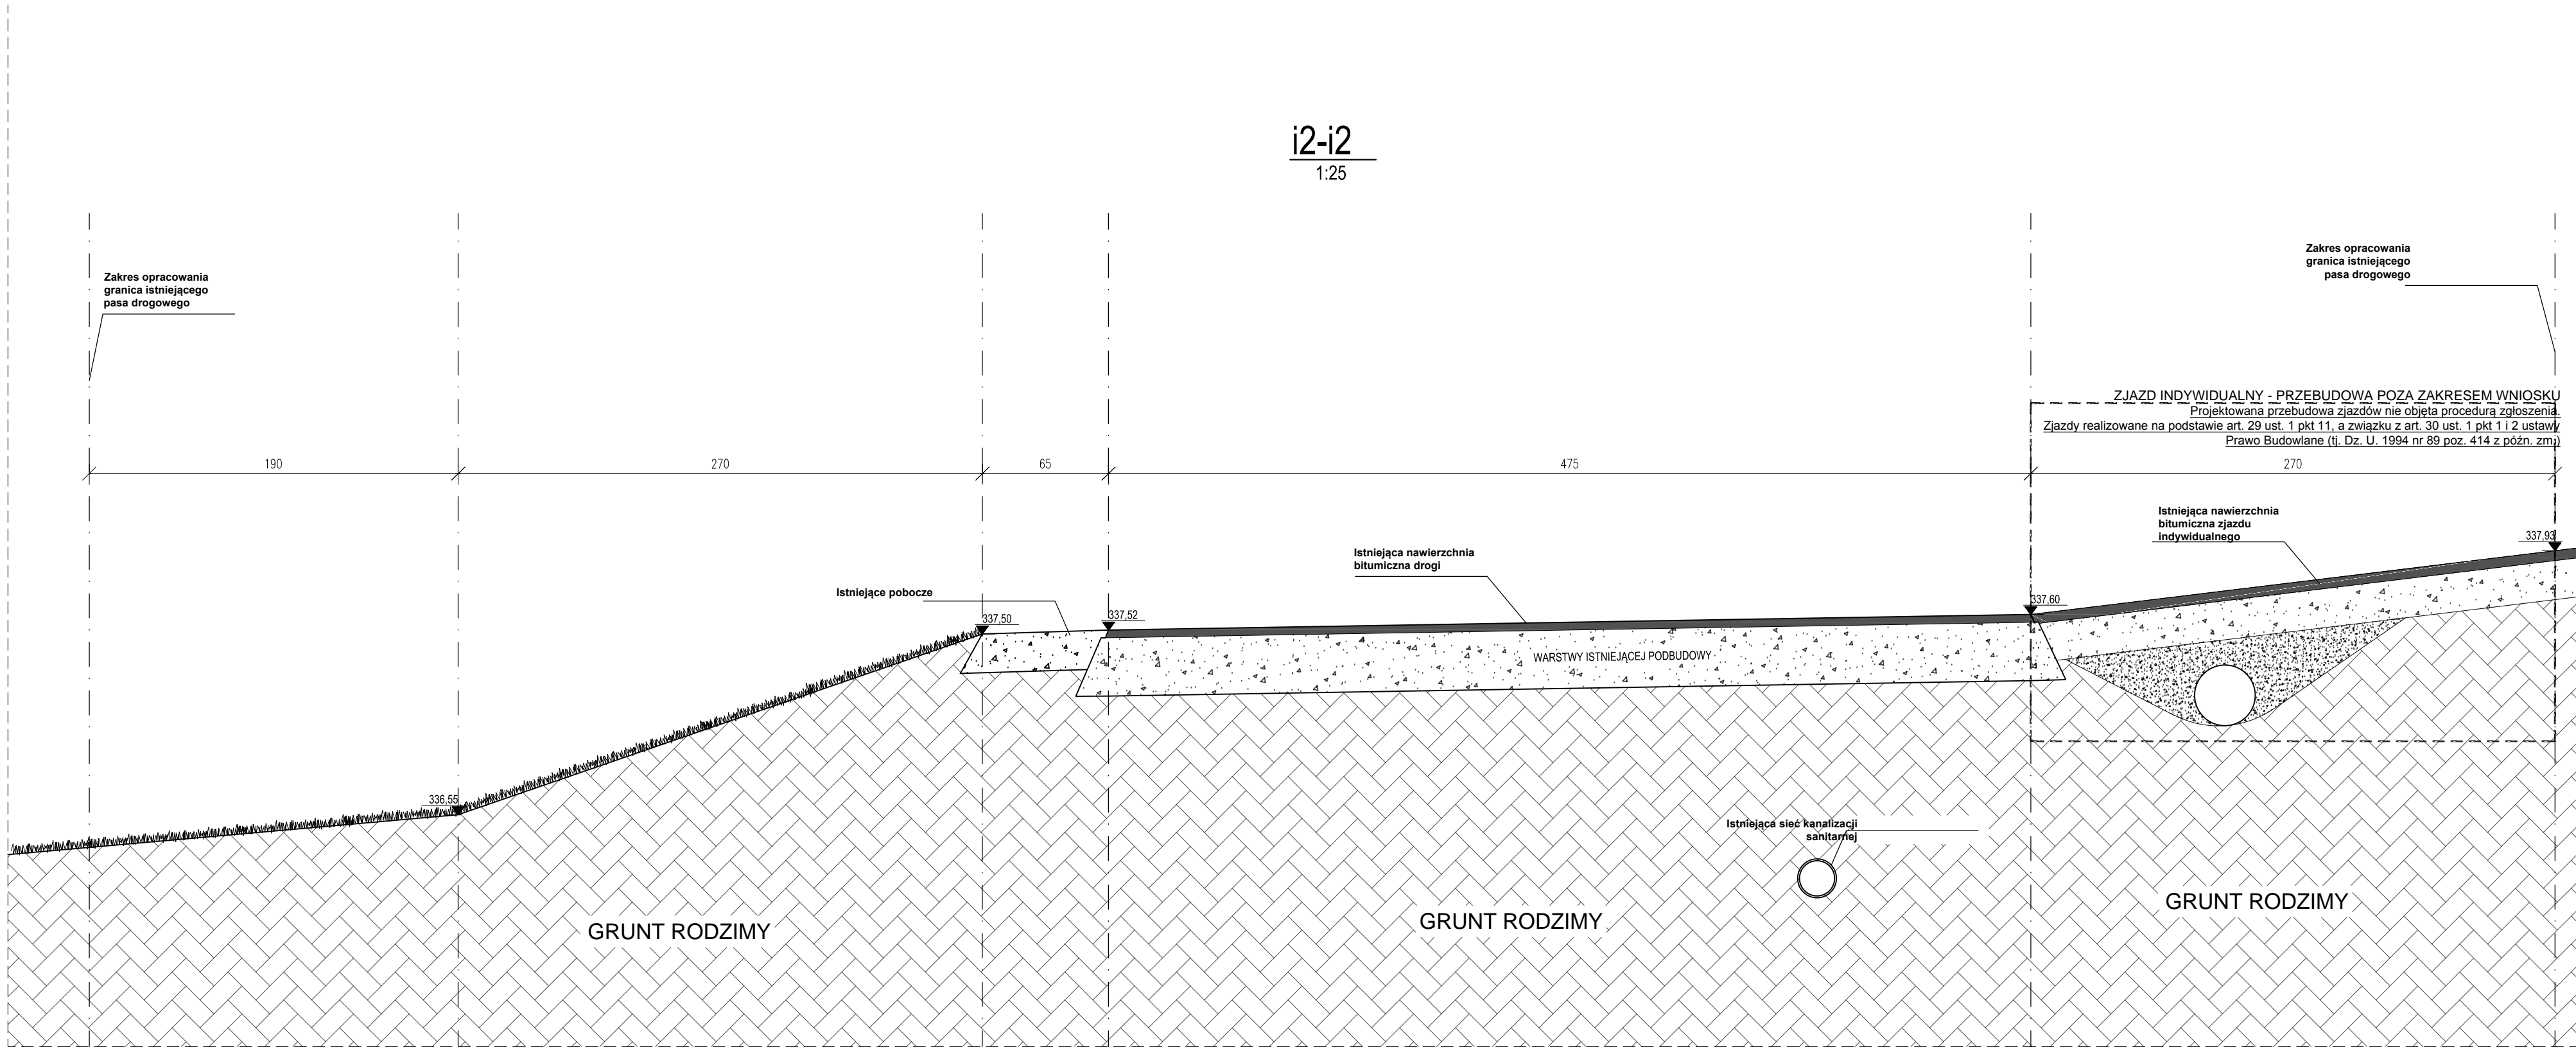 i2-i2
1:25
Zakres opracowania
granica istniejącego
pasa drogowego
Zakres opracowania
granica istniejącego
pasa drogowego
ZJAZD INDYWIDUALNY - PRZEBUDOWA POZA ZAKRESEM WNIOSKU
Projektowana przebudowa zjazdów nie objęta procedurą zgłoszenia.
Zjazdy realizowane na podstawie art. 29 ust. 1 pkt 11, a związku z art. 30 ust. 1 pkt 1 i 2 ustawy
Prawo Budowlane (tj. Dz. U. 1994 nr 89 poz. 414 z późn. zm.)
190
270
65
475
270
Istniejąca nawierzchnia
bitumiczna zjazdu
indywidualnego
337,93
Istniejąca nawierzchnia
bitumiczna drogi
Istniejące pobocze
337,50
337,52
337,60
WARSTWY ISTNIEJĄCEJ PODBUDOWY
336,55
Istniejąca sieć kanalizacji
sanitarnej
GRUNT RODZIMY
GRUNT RODZIMY
GRUNT RODZIMY